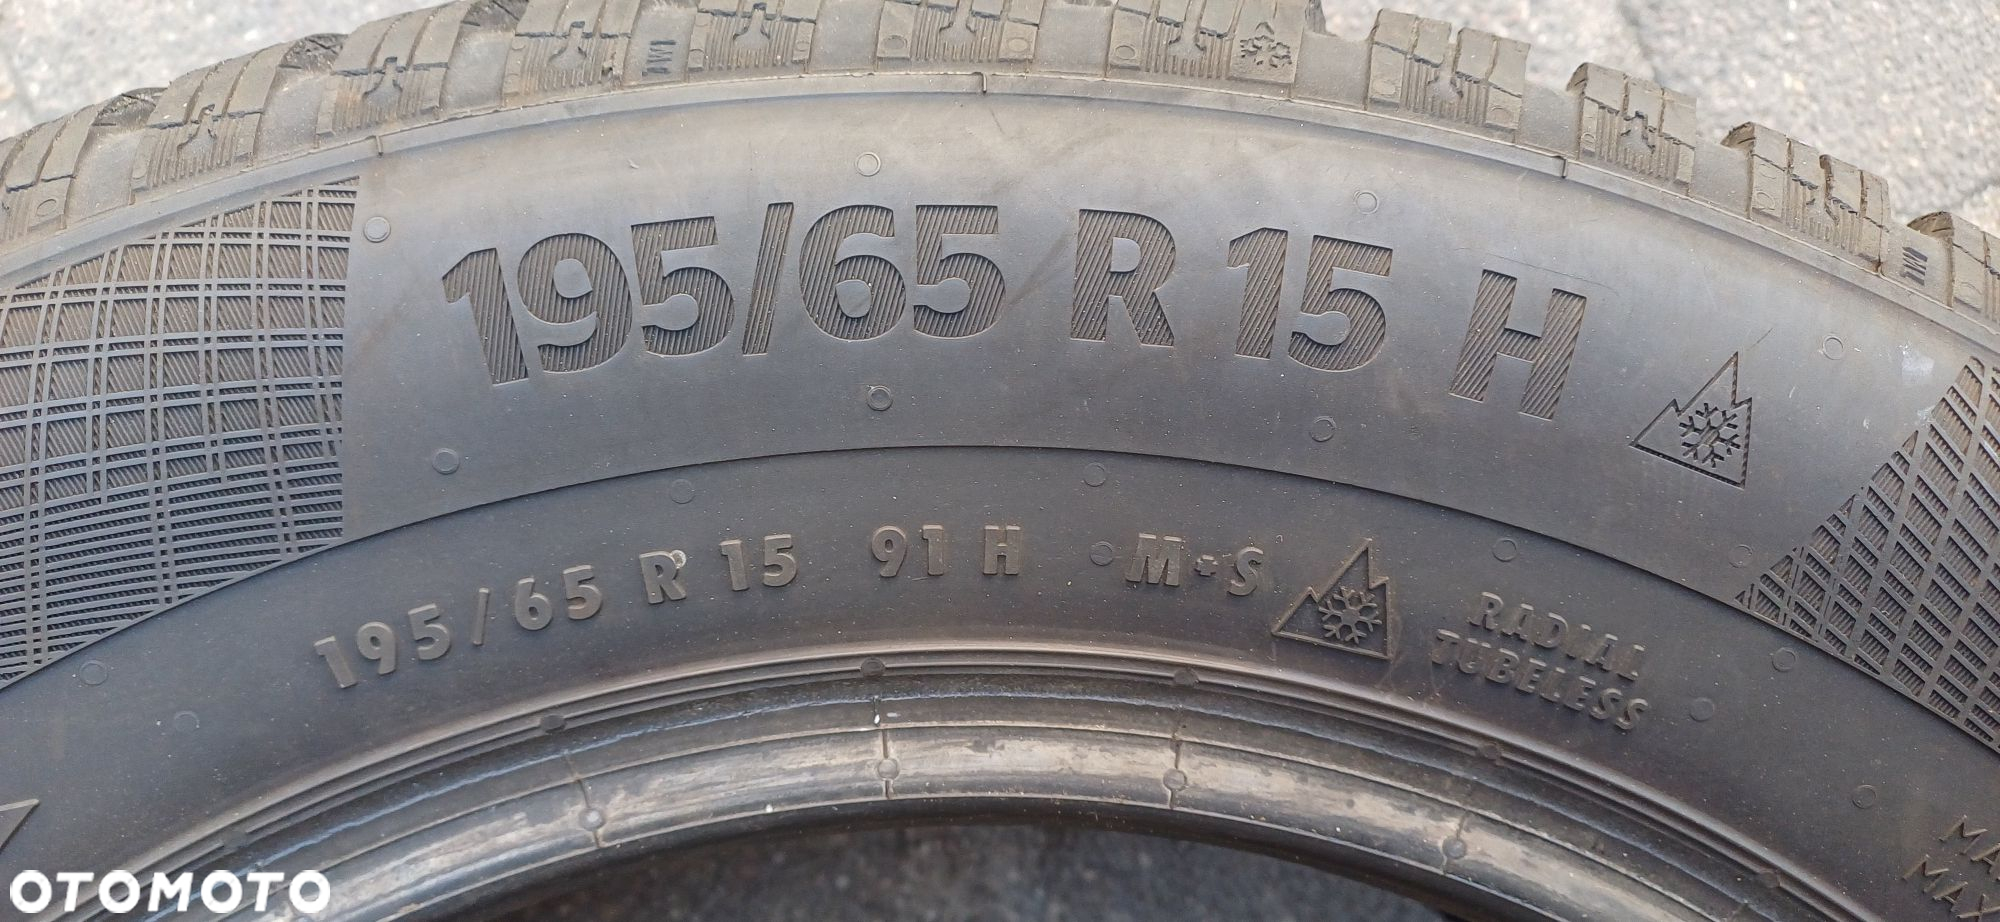 195/65 R 15 H
195/65 R 15 91 H M+S
RADIAL
TUBELESS
OTOMOTO